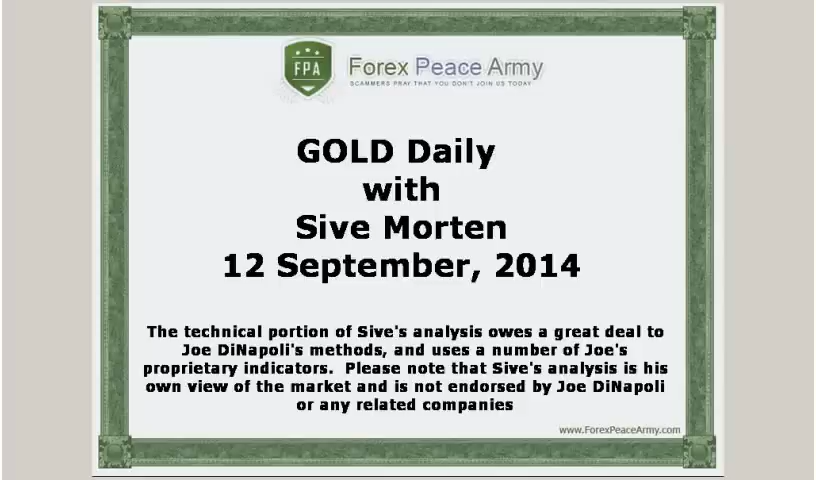 FPA
Forex Peace Army
SCAMMERS PRAY THAT YOU DON'T JOIN US TODAY
GOLD Daily
with
Sive Morten
12 September, 2014
The technical portion of Sive's analysis owes a great deal to
Joe DiNapoli's methods, and uses a number of Joe's
proprietary indicators.  Please note that Sive's analysis is his
own view of the market and is not endorsed by Joe DiNapoli
or any related companies
www.ForexPeaceArmy.com